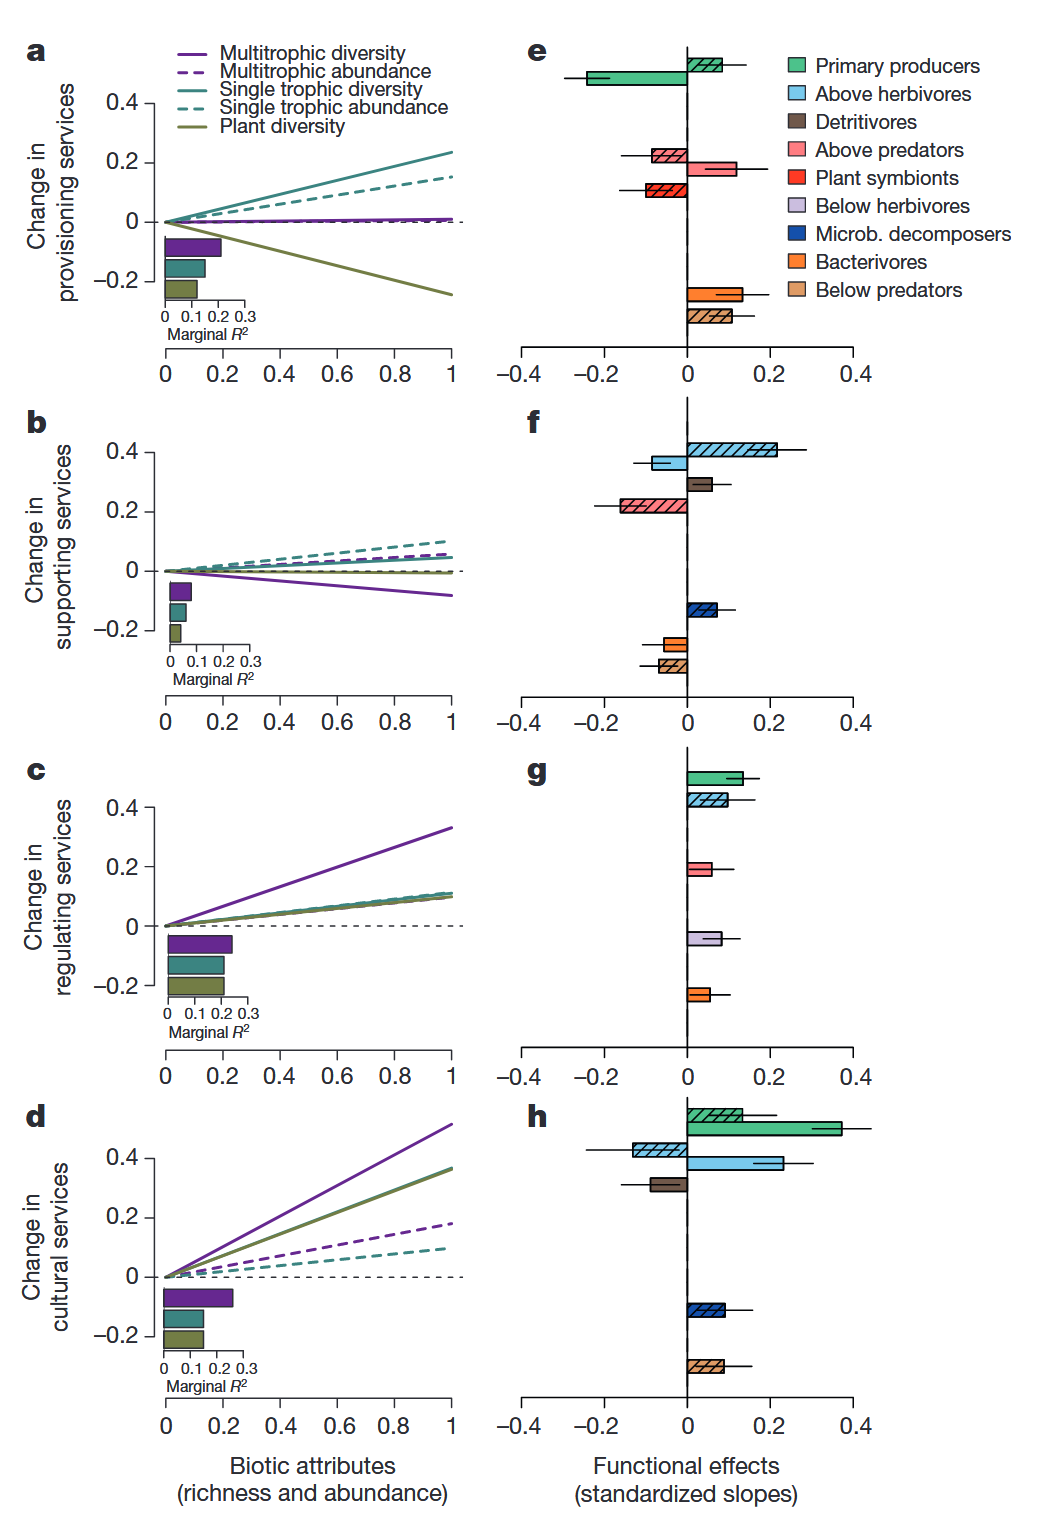 a
Multitrophic diversity
Multitrophic abundance
Single trophic diversity
Single trophic abundance
Plant diversity
Change in
provisioning services
0.4
0.2
0
−0.2
0 0.1 0.2 0.3
Marginal R²
0 0.2 0.4 0.6 0.8 1
e
Primary producers
Above herbivores
Detritivores
Above predators
Plant symbionts
Below herbivores
Microb. decomposers
Bacterivores
Below predators
−0.4 −0.2 0 0.2 0.4
b
Change in
supporting services
0.4
0.2
0
−0.2
0 0.1 0.2 0.3
Marginal R²
0 0.2 0.4 0.6 0.8 1
f
−0.4 −0.2 0 0.2 0.4
c
Change in
regulating services
0.4
0.2
0
−0.2
0 0.1 0.2 0.3
Marginal R²
0 0.2 0.4 0.6 0.8 1
g
−0.4 −0.2 0 0.2 0.4
d
Change in
cultural services
0.4
0.2
0
−0.2
0 0.1 0.2 0.3
Marginal R²
0 0.2 0.4 0.6 0.8 1
Biotic attributes
(richness and abundance)
h
−0.4 −0.2 0 0.2 0.4
Functional effects
(standardized slopes)